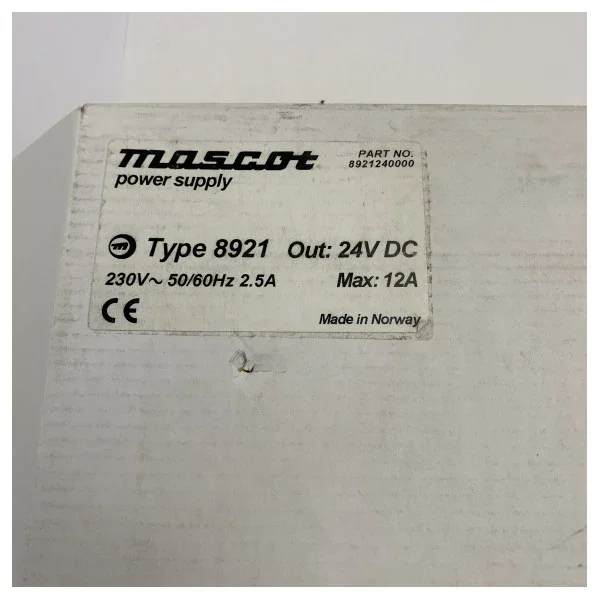 mascot
power supply
PART NO.
8921240000
m Type 8921 Out: 24V DC
230V~ 50/60Hz 2.5A Max: 12A
CE
Made in Norway